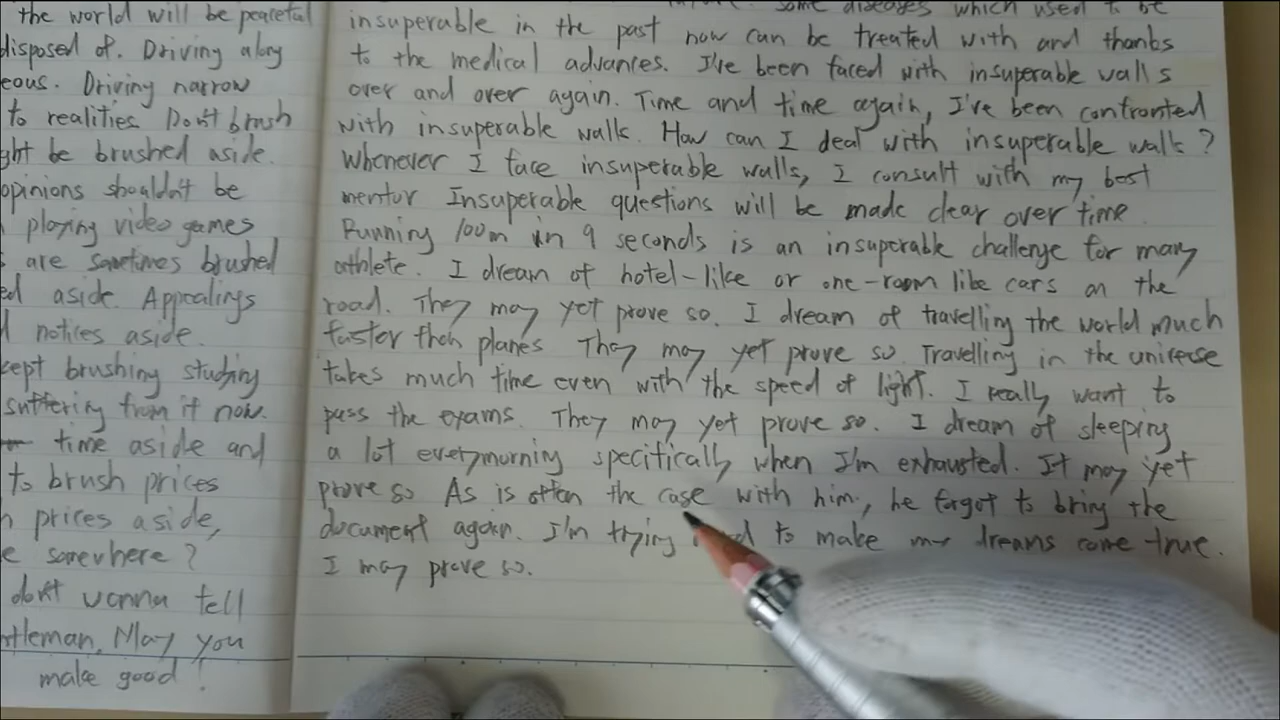 the world will be peaceful
disposed of. Driving along
eous. Driving narrow
to realities. Don't brush
ght be brushed aside.
opinions shouldn't be
playing video games
s are sometimes brushed
ed aside. Appealings
d notices aside.
cept brushing studying
suffering from it now.
time aside and
to brush prices
n prices aside,
e somewhere?
don't wanna tell
ntleman. May you
make good!
some diseases which used to be
insuperable in the past now can be treated with and thanks
to the medical advances. I've been faced with insuperable walls
over and over again. Time and time again, I've been confronted
with insuperable walls. How can I deal with insuperable walls?
Whenever I face insuperable walls, I consult with my best
mentor Insuperable questions will be made clear over time.
Running 100m in 9 seconds is an insuperable challenge for many
athlete. I dream of hotel-like or one-room like cars on the
road. They may yet prove so. I dream of travelling the world much
faster than planes They may yet prove so. Travelling in the universe
takes much time even with the speed of light. I really want to
pass the exams. They may yet prove so. I dream of sleeping
a lot everymorning specifically when I'm exhausted. It may yet
prove so As is often the case with him, he forgot to bring the
document again. I'm trying to make my dreams come true.
I may prove so.